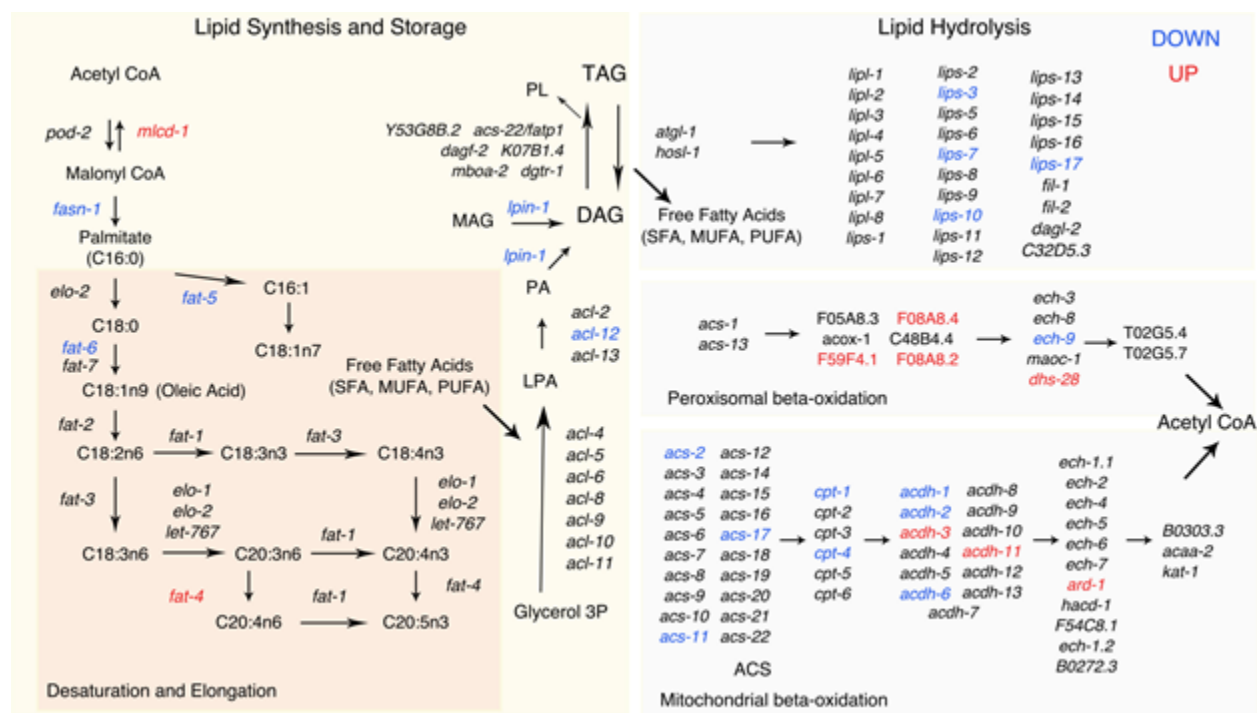 Lipid Synthesis and Storage
Acetyl CoA
pod-2 mlcd-1
Malonyl CoA
fasn-1
Palmitate
(C16:0)
elo-2
fat-5
C16:1
C18:0
fat-6
fat-7
C18:1n7
C18:1n9 (Oleic Acid)
fat-2
C18:2n6
fat-1
C18:3n3
fat-3
C18:4n3
fat-3
elo-1
elo-2
let-767
elo-1
elo-2
let-767
C18:3n6
C20:3n6
fat-1
C20:4n3
fat-4
fat-1
fat-4
C20:4n6
C20:5n3
Desaturation and Elongation
TAG
PL
Y53G8B.2 acs-22/fatp1
dagf-2 K07B1.4
mboa-2 dgtr-1
MAG
lpin-1
DAG
lpin-1
PA
acl-2
acl-12
acl-13
LPA
Free Fatty Acids
(SFA, MUFA, PUFA)
acl-4
acl-5
acl-6
acl-8
acl-9
acl-10
acl-11
Glycerol 3P
Lipid Hydrolysis
DOWN
UP
atgl-1
hosl-1
Free Fatty Acids
(SFA, MUFA, PUFA)
lipl-1
lipl-2
lipl-3
lipl-4
lipl-5
lipl-6
lipl-7
lipl-8
lips-1
lips-2
lips-3
lips-5
lips-6
lips-7
lips-8
lips-9
lips-10
lips-11
lips-12
lips-13
lips-14
lips-15
lips-16
lips-17
fil-1
fil-2
dagl-2
C32D5.3
acs-1
acs-13
F05A8.3 F08A8.4
acox-1 C48B4.4
F59F4.1 F08A8.2
ech-3
ech-8
ech-9
maoc-1
dhs-28
T02G5.4
T02G5.7
Peroxisomal beta-oxidation
Acetyl CoA
acs-2 acs-12
acs-3 acs-14
acs-4 acs-15
acs-5 acs-16
acs-6 acs-17
acs-7 acs-18
acs-8 acs-19
acs-9 acs-20
acs-10 acs-21
acs-11 acs-22
ACS
cpt-1
cpt-2
cpt-3
cpt-4
cpt-5
cpt-6
acdh-1 acdh-8
acdh-2 acdh-9
acdh-3 acdh-10
acdh-4 acdh-11
acdh-5 acdh-12
acdh-6 acdh-13
acdh-7
ech-1.1
ech-2
ech-4
ech-5
ech-6
ech-7
ard-1
hacd-1
F54C8.1
ech-1.2
B0272.3
B0303.3
acaa-2
kat-1
Mitochondrial beta-oxidation